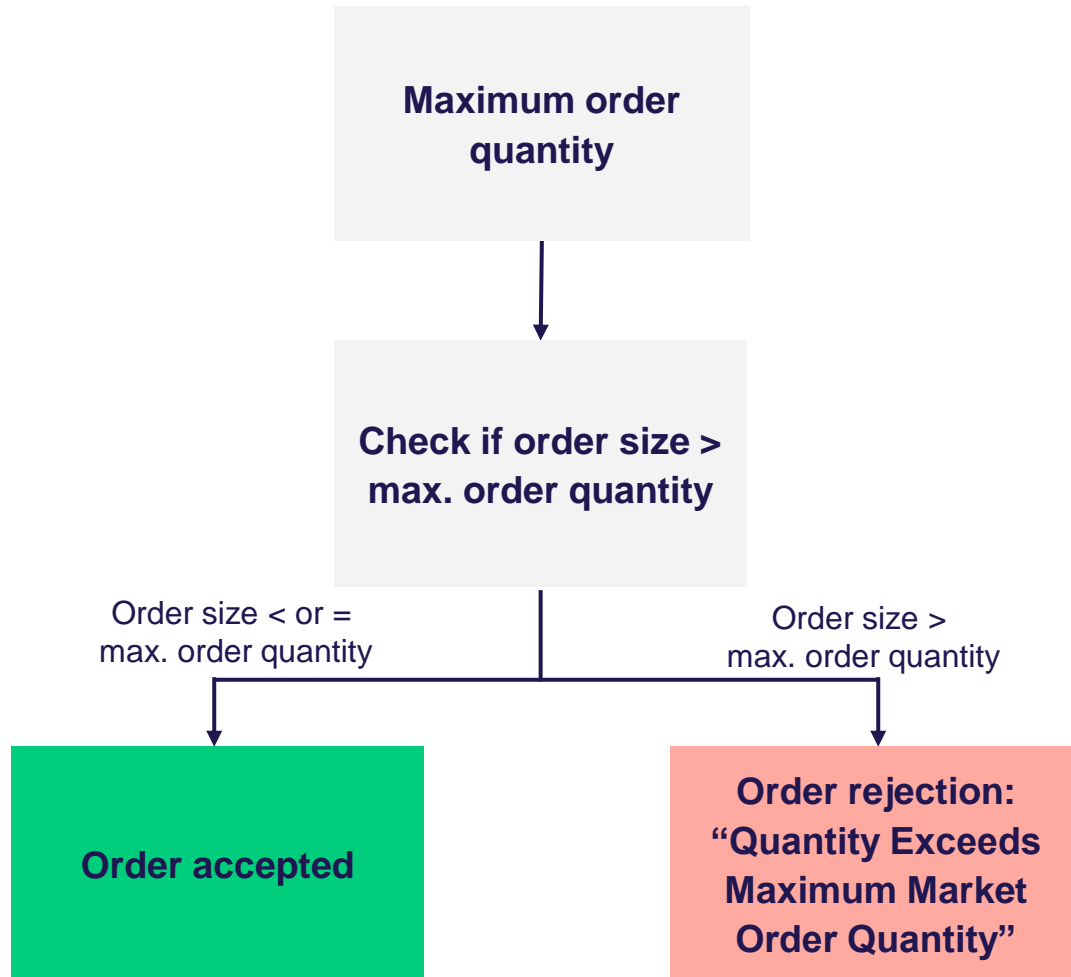 Maximum order
quantity
Check if order size >
max. order quantity
Order size < or =
max. order quantity
Order size >
max. order quantity
Order accepted
Order rejection:
“Quantity Exceeds
Maximum Market
Order Quantity”